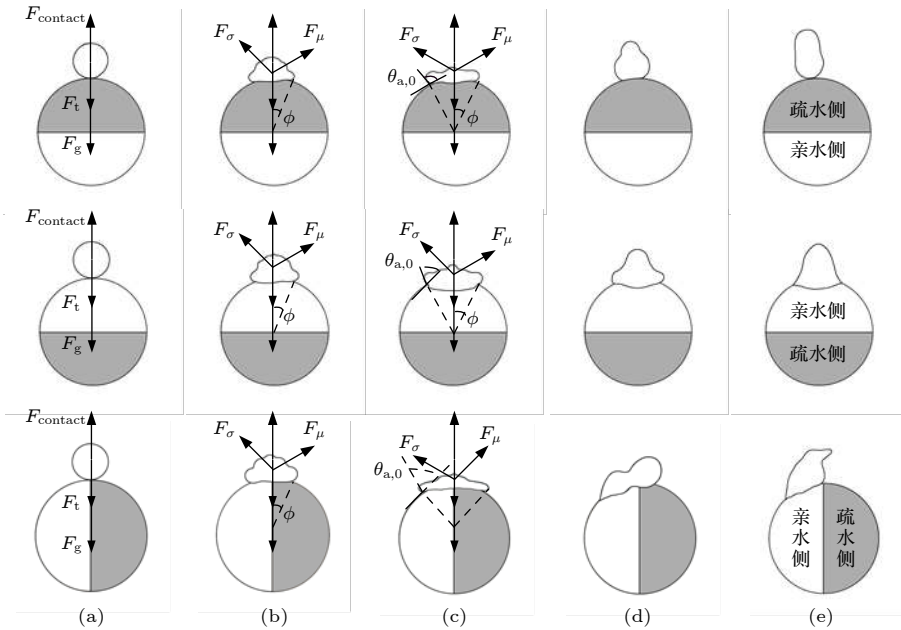 F_contact
F_t
F_g
F_σ
F_μ
ϕ
F_σ
F_μ
θ_a,0
ϕ
疏水侧
亲水侧
F_contact
F_t
F_g
F_σ
F_μ
ϕ
F_σ
F_μ
θ_a,0
ϕ
亲水侧
疏水侧
F_contact
F_t
F_g
F_σ
F_μ
ϕ
F_σ
F_μ
θ_a,0
亲水侧
疏水侧
(a)
(b)
(c)
(d)
(e)